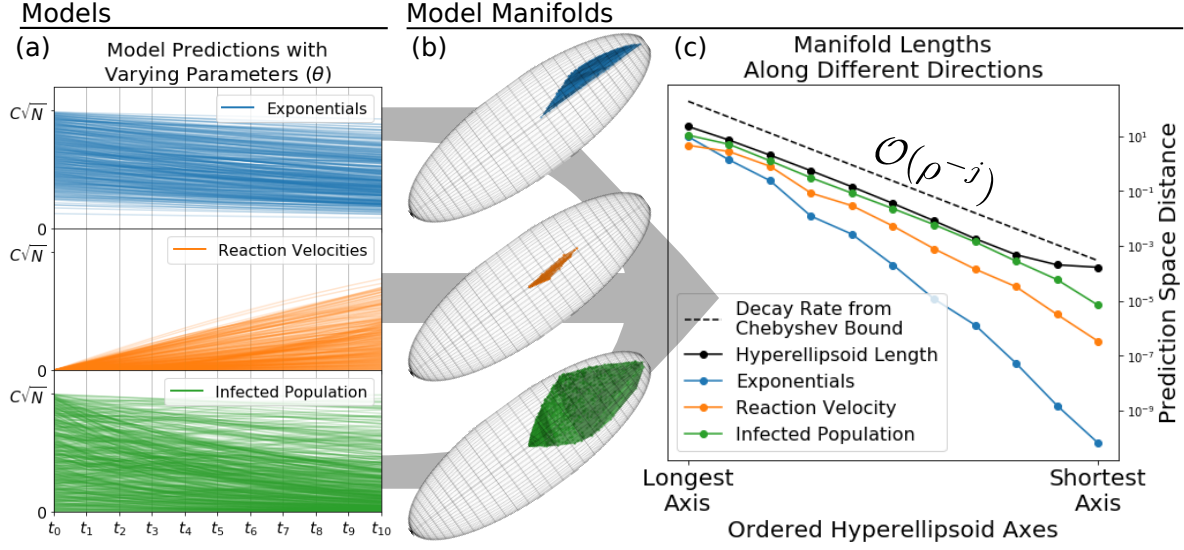 Models
Model Manifolds
(a)
Model Predictions with
Varying Parameters (θ)
C√N
Exponentials
0
C√N
Reaction Velocities
0
C√N
Infected Population
0
t₀ t₁ t₂ t₃ t₄ t₅ t₆ t₇ t₈ t₉ t₁₀
(b)
(c)
Manifold Lengths
Along Different Directions
𝒪(ρ⁻ʲ)
10¹
10⁻¹
10⁻³
10⁻⁵
10⁻⁷
10⁻⁹
Prediction Space Distance
Decay Rate from
Chebyshev Bound
Hyperellipsoid Length
Exponentials
Reaction Velocity
Infected Population
Longest
Axis
Shortest
Axis
Ordered Hyperellipsoid Axes